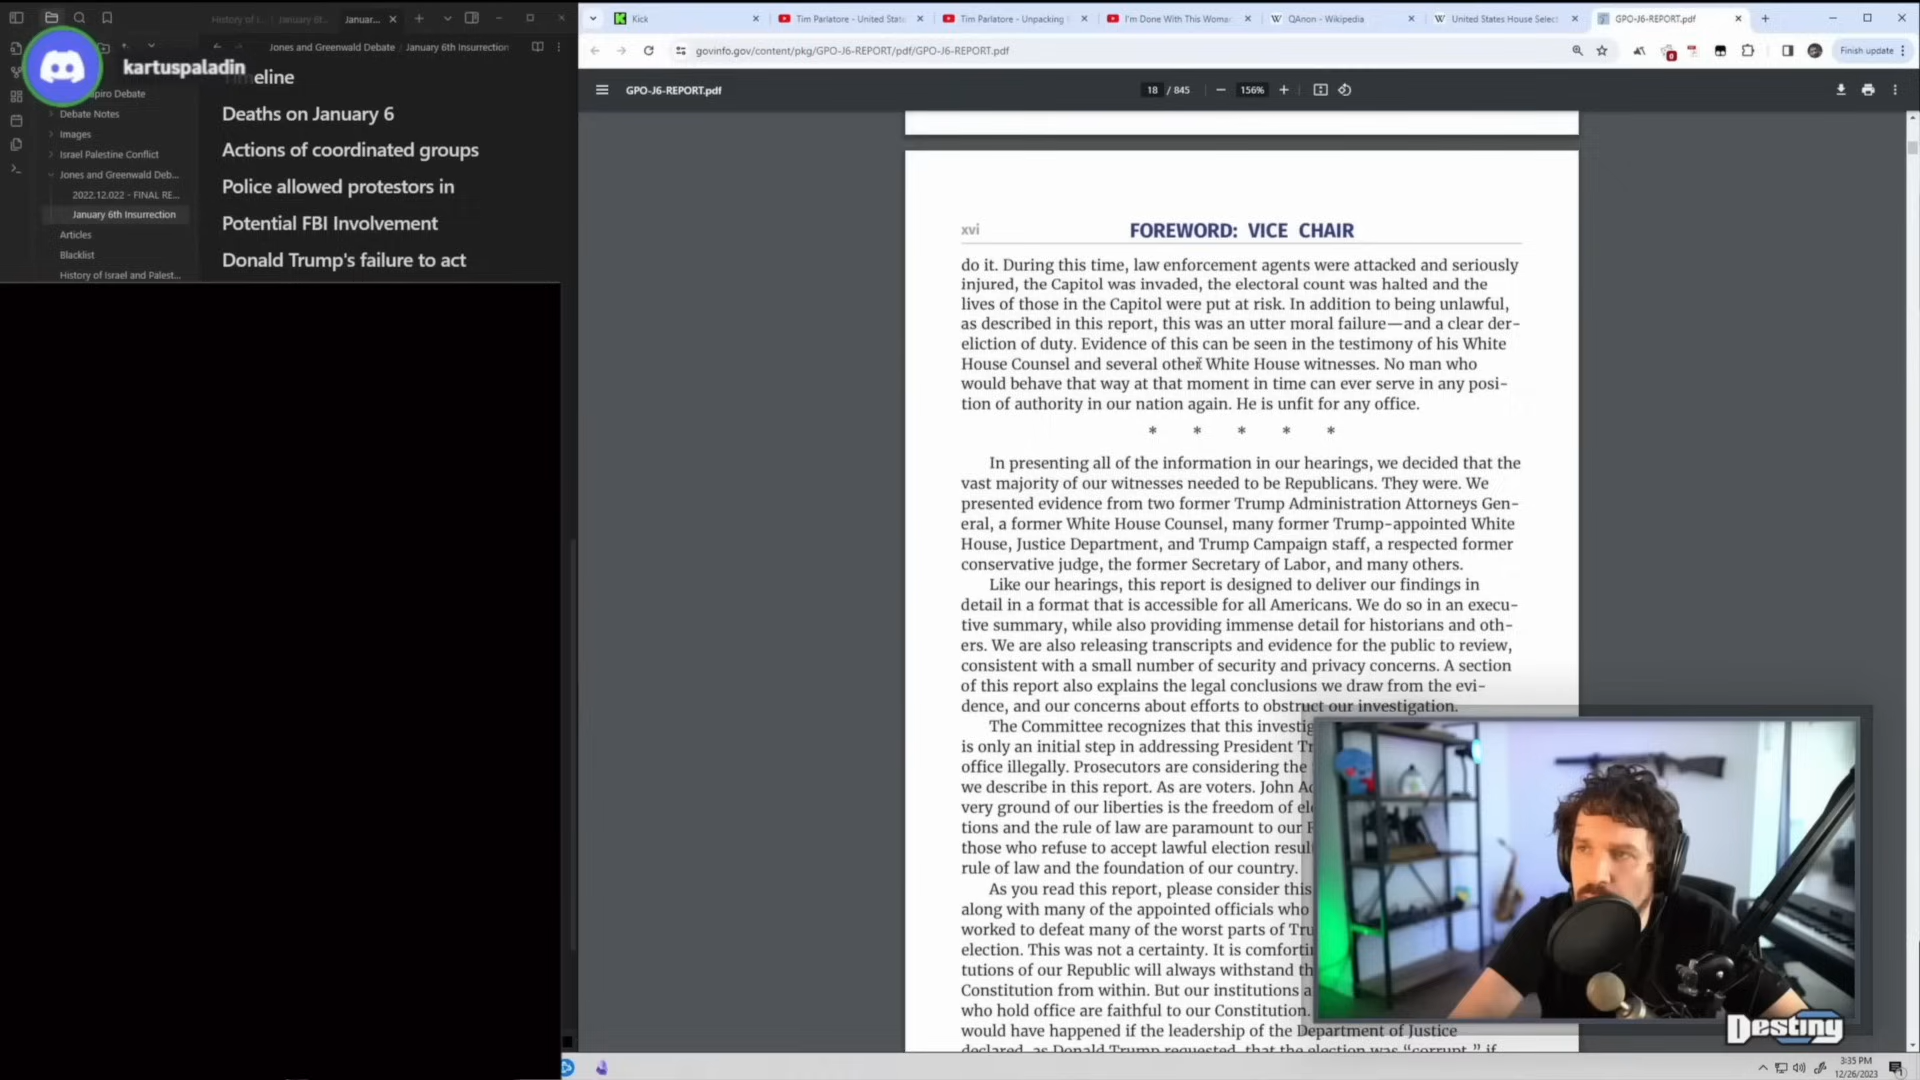 History of I...
January 6t...
Januar...
Kick
Tim Parlatore - United Stat
Tim Parlatore - Unpacking
I'm Done With This Woma
QAnon - Wikipedia
United States House Select
GPO-J6-REPORT.pdf
Jones and Greenwald Debate / January 6th Insurrection
govinfo.gov/content/pkg/GPO-J6-REPORT/pdf/GPO-J6-REPORT.pdf
Finish update
kartuspaladin
eline
apiro Debate
Debate Notes
Images
Israel Palestine Conflict
Jones and Greenwald Deb...
2022.12.022 - FINAL RE...
January 6th Insurrection
Articles
Blacklist
History of Israel and Palest...
Deaths on January 6
Actions of coordinated groups
Police allowed protestors in
Potential FBI Involvement
Donald Trump's failure to act
GPO-J6-REPORT.pdf
18 / 845
156%
xvi
FOREWORD: VICE CHAIR
do it. During this time, law enforcement agents were attacked and seriously
injured, the Capitol was invaded, the electoral count was halted and the
lives of those in the Capitol were put at risk. In addition to being unlawful,
as described in this report, this was an utter moral failure—and a clear der-
eliction of duty. Evidence of this can be seen in the testimony of his White
House Counsel and several other White House witnesses. No man who
would behave that way at that moment in time can ever serve in any posi-
tion of authority in our nation again. He is unfit for any office.
* * * * *
In presenting all of the information in our hearings, we decided that the
vast majority of our witnesses needed to be Republicans. They were. We
presented evidence from two former Trump Administration Attorneys Gen-
eral, a former White House Counsel, many former Trump-appointed White
House, Justice Department, and Trump Campaign staff, a respected former
conservative judge, the former Secretary of Labor, and many others.
Like our hearings, this report is designed to deliver our findings in
detail in a format that is accessible for all Americans. We do so in an execu-
tive summary, while also providing immense detail for historians and oth-
ers. We are also releasing transcripts and evidence for the public to review,
consistent with a small number of security and privacy concerns. A section
of this report also explains the legal conclusions we draw from the evi-
dence, and our concerns about efforts to obstruct our investigation.
The Committee recognizes that this investig
is only an initial step in addressing President Tr
office illegally. Prosecutors are considering the
we describe in this report. As are voters. John Ad
very ground of our liberties is the freedom of ele
tions and the rule of law are paramount to our R
those who refuse to accept lawful election resul
rule of law and the foundation of our country.
As you read this report, please consider this
along with many of the appointed officials who
worked to defeat many of the worst parts of Tru
election. This was not a certainty. It is comforti
tutions of our Republic will always withstand th
Constitution from within. But our institutions a
who hold office are faithful to our Constitution.
would have happened if the leadership of the Department of Justice
declared, as Donald Trump requested, that the election was "corrupt," if
Destiny
3:35 PM
12/26/2023